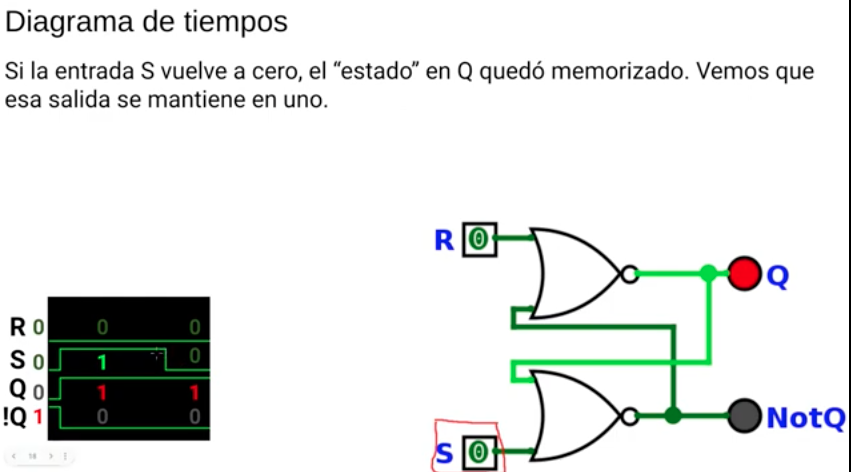 Diagrama de tiempos
Si la entrada S vuelve a cero, el “estado” en Q quedó memorizado. Vemos que
esa salida se mantiene en uno.
R 0
Q
R 0 0 0
S 0 1 0
Q 0 1 1
!Q 1 0 0
NotQ
S 0
18